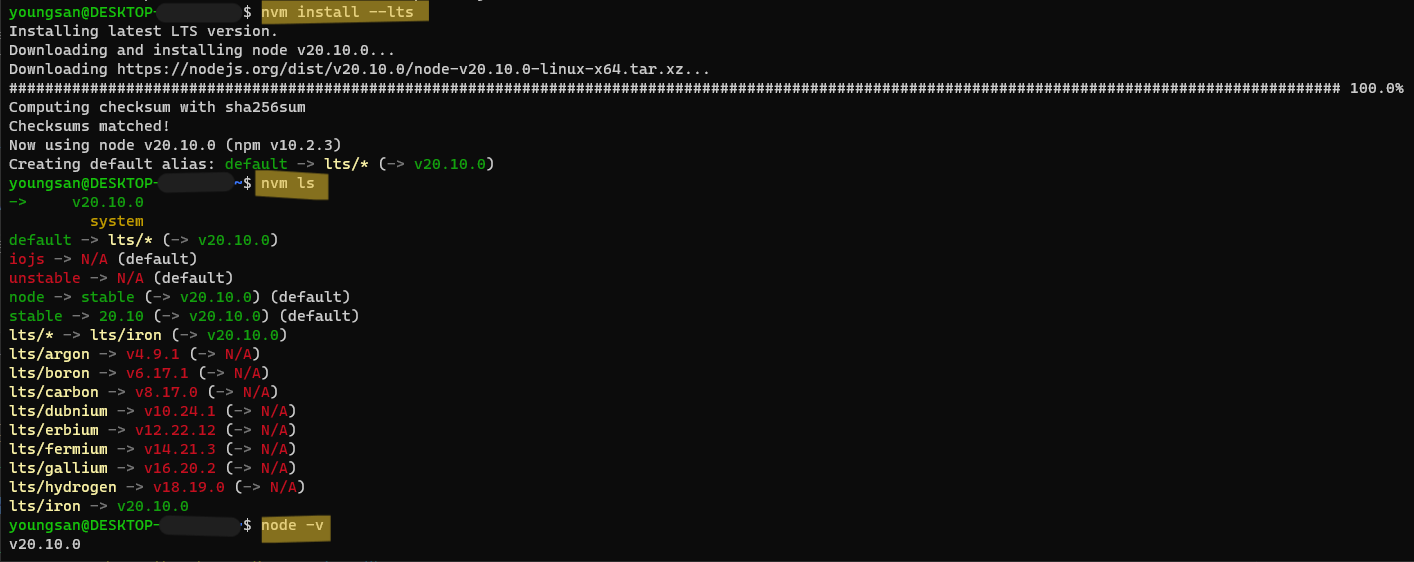 youngsan@DESKTOP-$ nvm install --lts
Installing latest LTS version.
Downloading and installing node v20.10.0...
Downloading https://nodejs.org/dist/v20.10.0/node-v20.10.0-linux-x64.tar.xz...
#################################################################################################################################################### 100.0%
Computing checksum with sha256sum
Checksums matched!
Now using node v20.10.0 (npm v10.2.3)
Creating default alias: default -> lts/* (-> v20.10.0)
youngsan@DESKTOP-~$ nvm ls
->     v20.10.0
         system
default -> lts/* (-> v20.10.0)
iojs -> N/A (default)
unstable -> N/A (default)
node -> stable (-> v20.10.0) (default)
stable -> 20.10 (-> v20.10.0) (default)
lts/* -> lts/iron (-> v20.10.0)
lts/argon -> v4.9.1 (-> N/A)
lts/boron -> v6.17.1 (-> N/A)
lts/carbon -> v8.17.0 (-> N/A)
lts/dubnium -> v10.24.1 (-> N/A)
lts/erbium -> v12.22.12 (-> N/A)
lts/fermium -> v14.21.3 (-> N/A)
lts/gallium -> v16.20.2 (-> N/A)
lts/hydrogen -> v18.19.0 (-> N/A)
lts/iron -> v20.10.0
youngsan@DESKTOP-$ node -v
v20.10.0